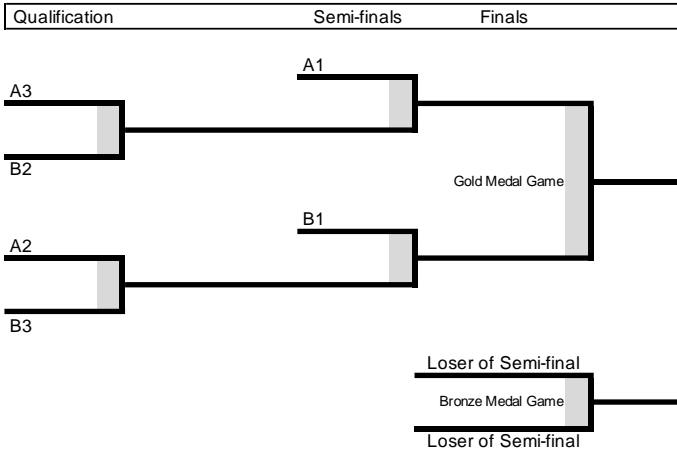 Qualification Semi-finals Finals
A1
A3
B2
Gold Medal Game
B1
A2
B3
Loser of Semi-final
Bronze Medal Game
Loser of Semi-final